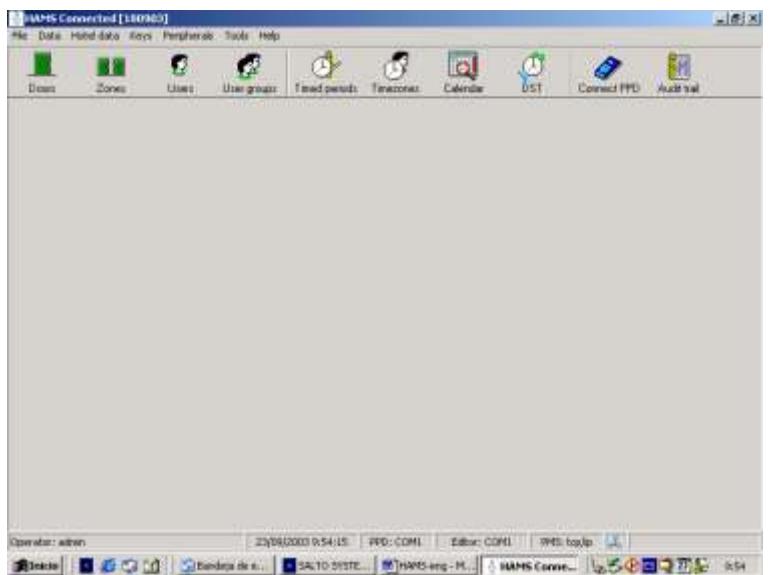 HAMS Connected [180903]
File Data Hotel data Keys Peripherals Tools Help
Doors Zones Users User groups Timed periods Timezones Calendar DST Connect PPD Audit trail
Operator: admin 23/09/2003 9:54:15 PPD: COM1 Editor: COM1 PMS: tcp/ip
Inicio Bandeja de e... SALTO SYSTE... HAMS-eng - M... HAMS Conne... 9:54